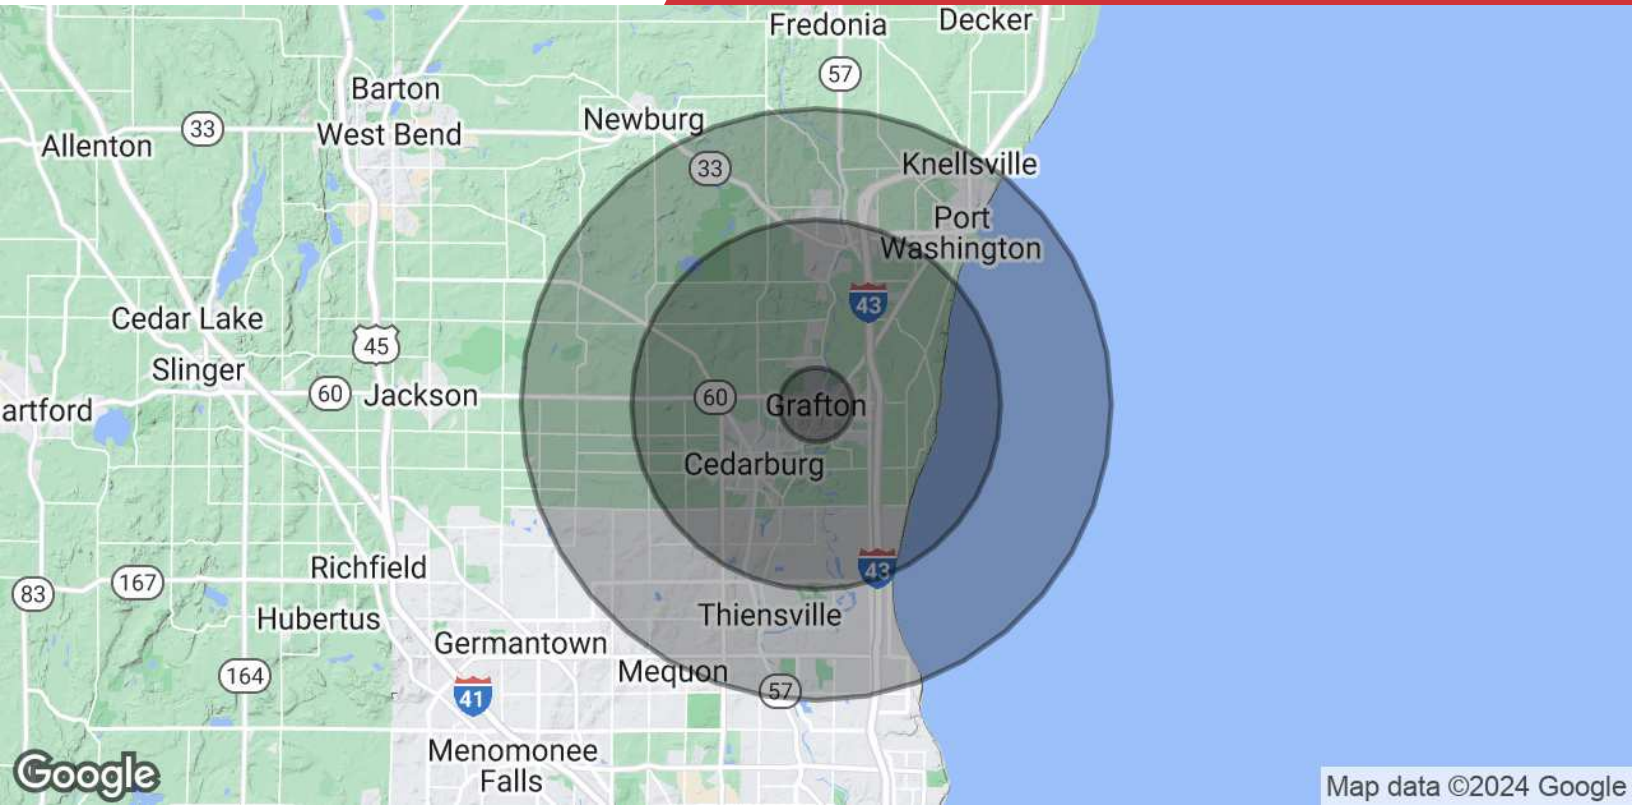 Fredonia
Decker
57
Barton
Newburg
33
West Bend
Allenton
33
Knellsville
Port
Washington
43
Cedar Lake
45
Slinger
60
Jackson
60
Grafton
artford
Cedarburg
43
Richfield
167
83
Thiensville
Hubertus
Germantown
Mequon
164
57
41
Menomonee
Falls
Google
Map data ©2024 Google